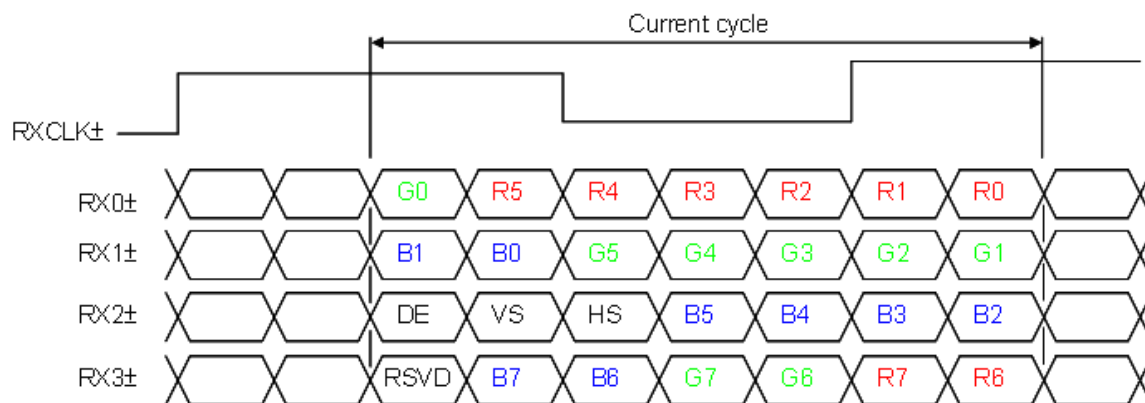 Current cycle
RXCLK±
RX0± G0 R5 R4 R3 R2 R1 R0
RX1± B1 B0 G5 G4 G3 G2 G1
RX2± DE VS HS B5 B4 B3 B2
RX3± RSVD B7 B6 G7 G6 R7 R6